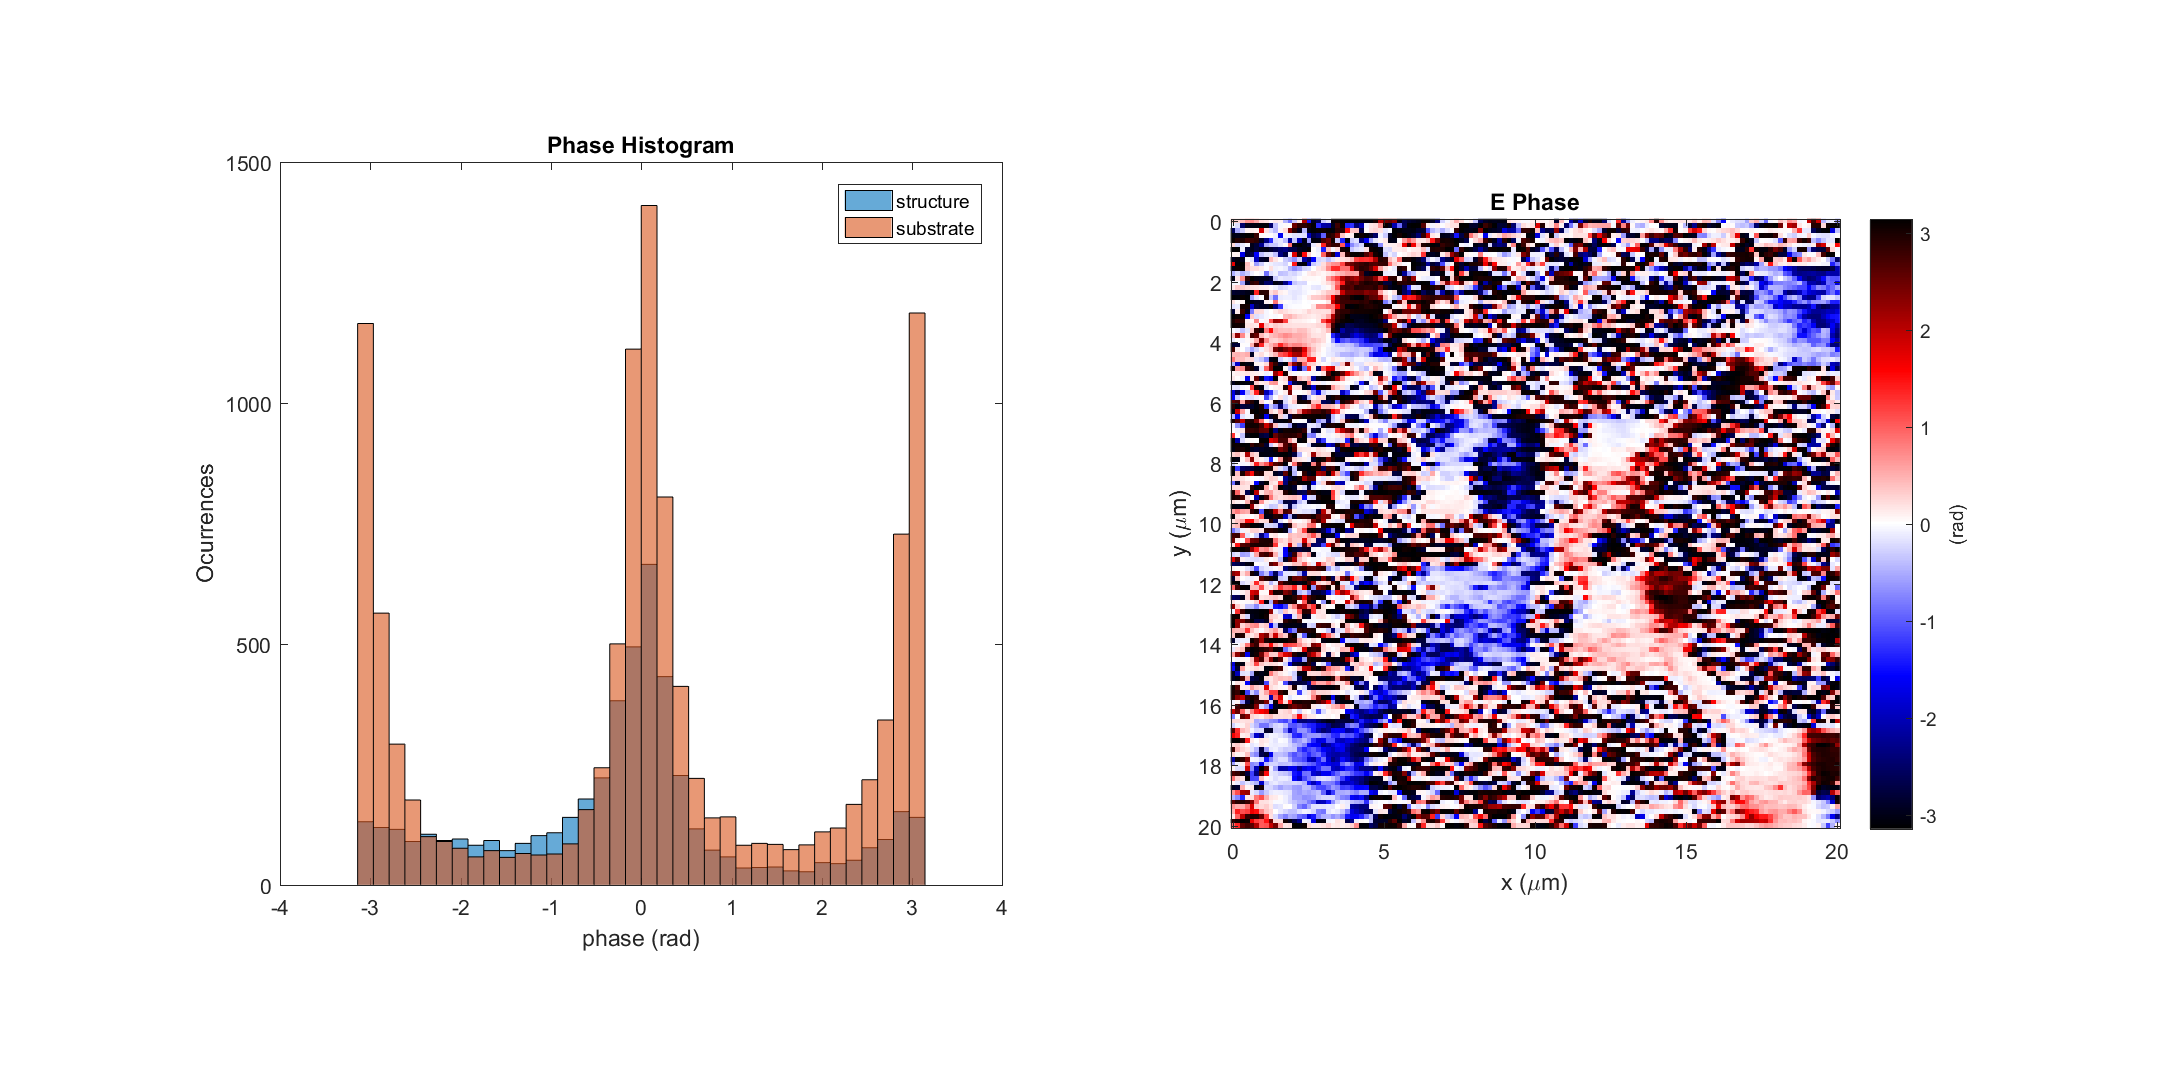 Phase Histogram
1500
1000
500
0
Ocurrences
structure
substrate
-4 -3 -2 -1 0 1 2 3 4
phase (rad)
E Phase
0
2
4
6
8
10
12
14
16
18
20
y (μm)
0 5 10 15 20
x (μm)
3
2
1
0
-1
-2
-3
(rad)